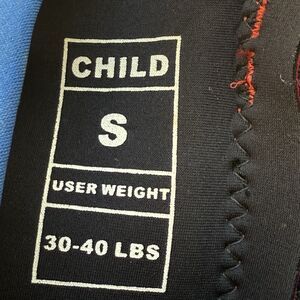 CHILD
S
USER WEIGHT
30-40 LBS